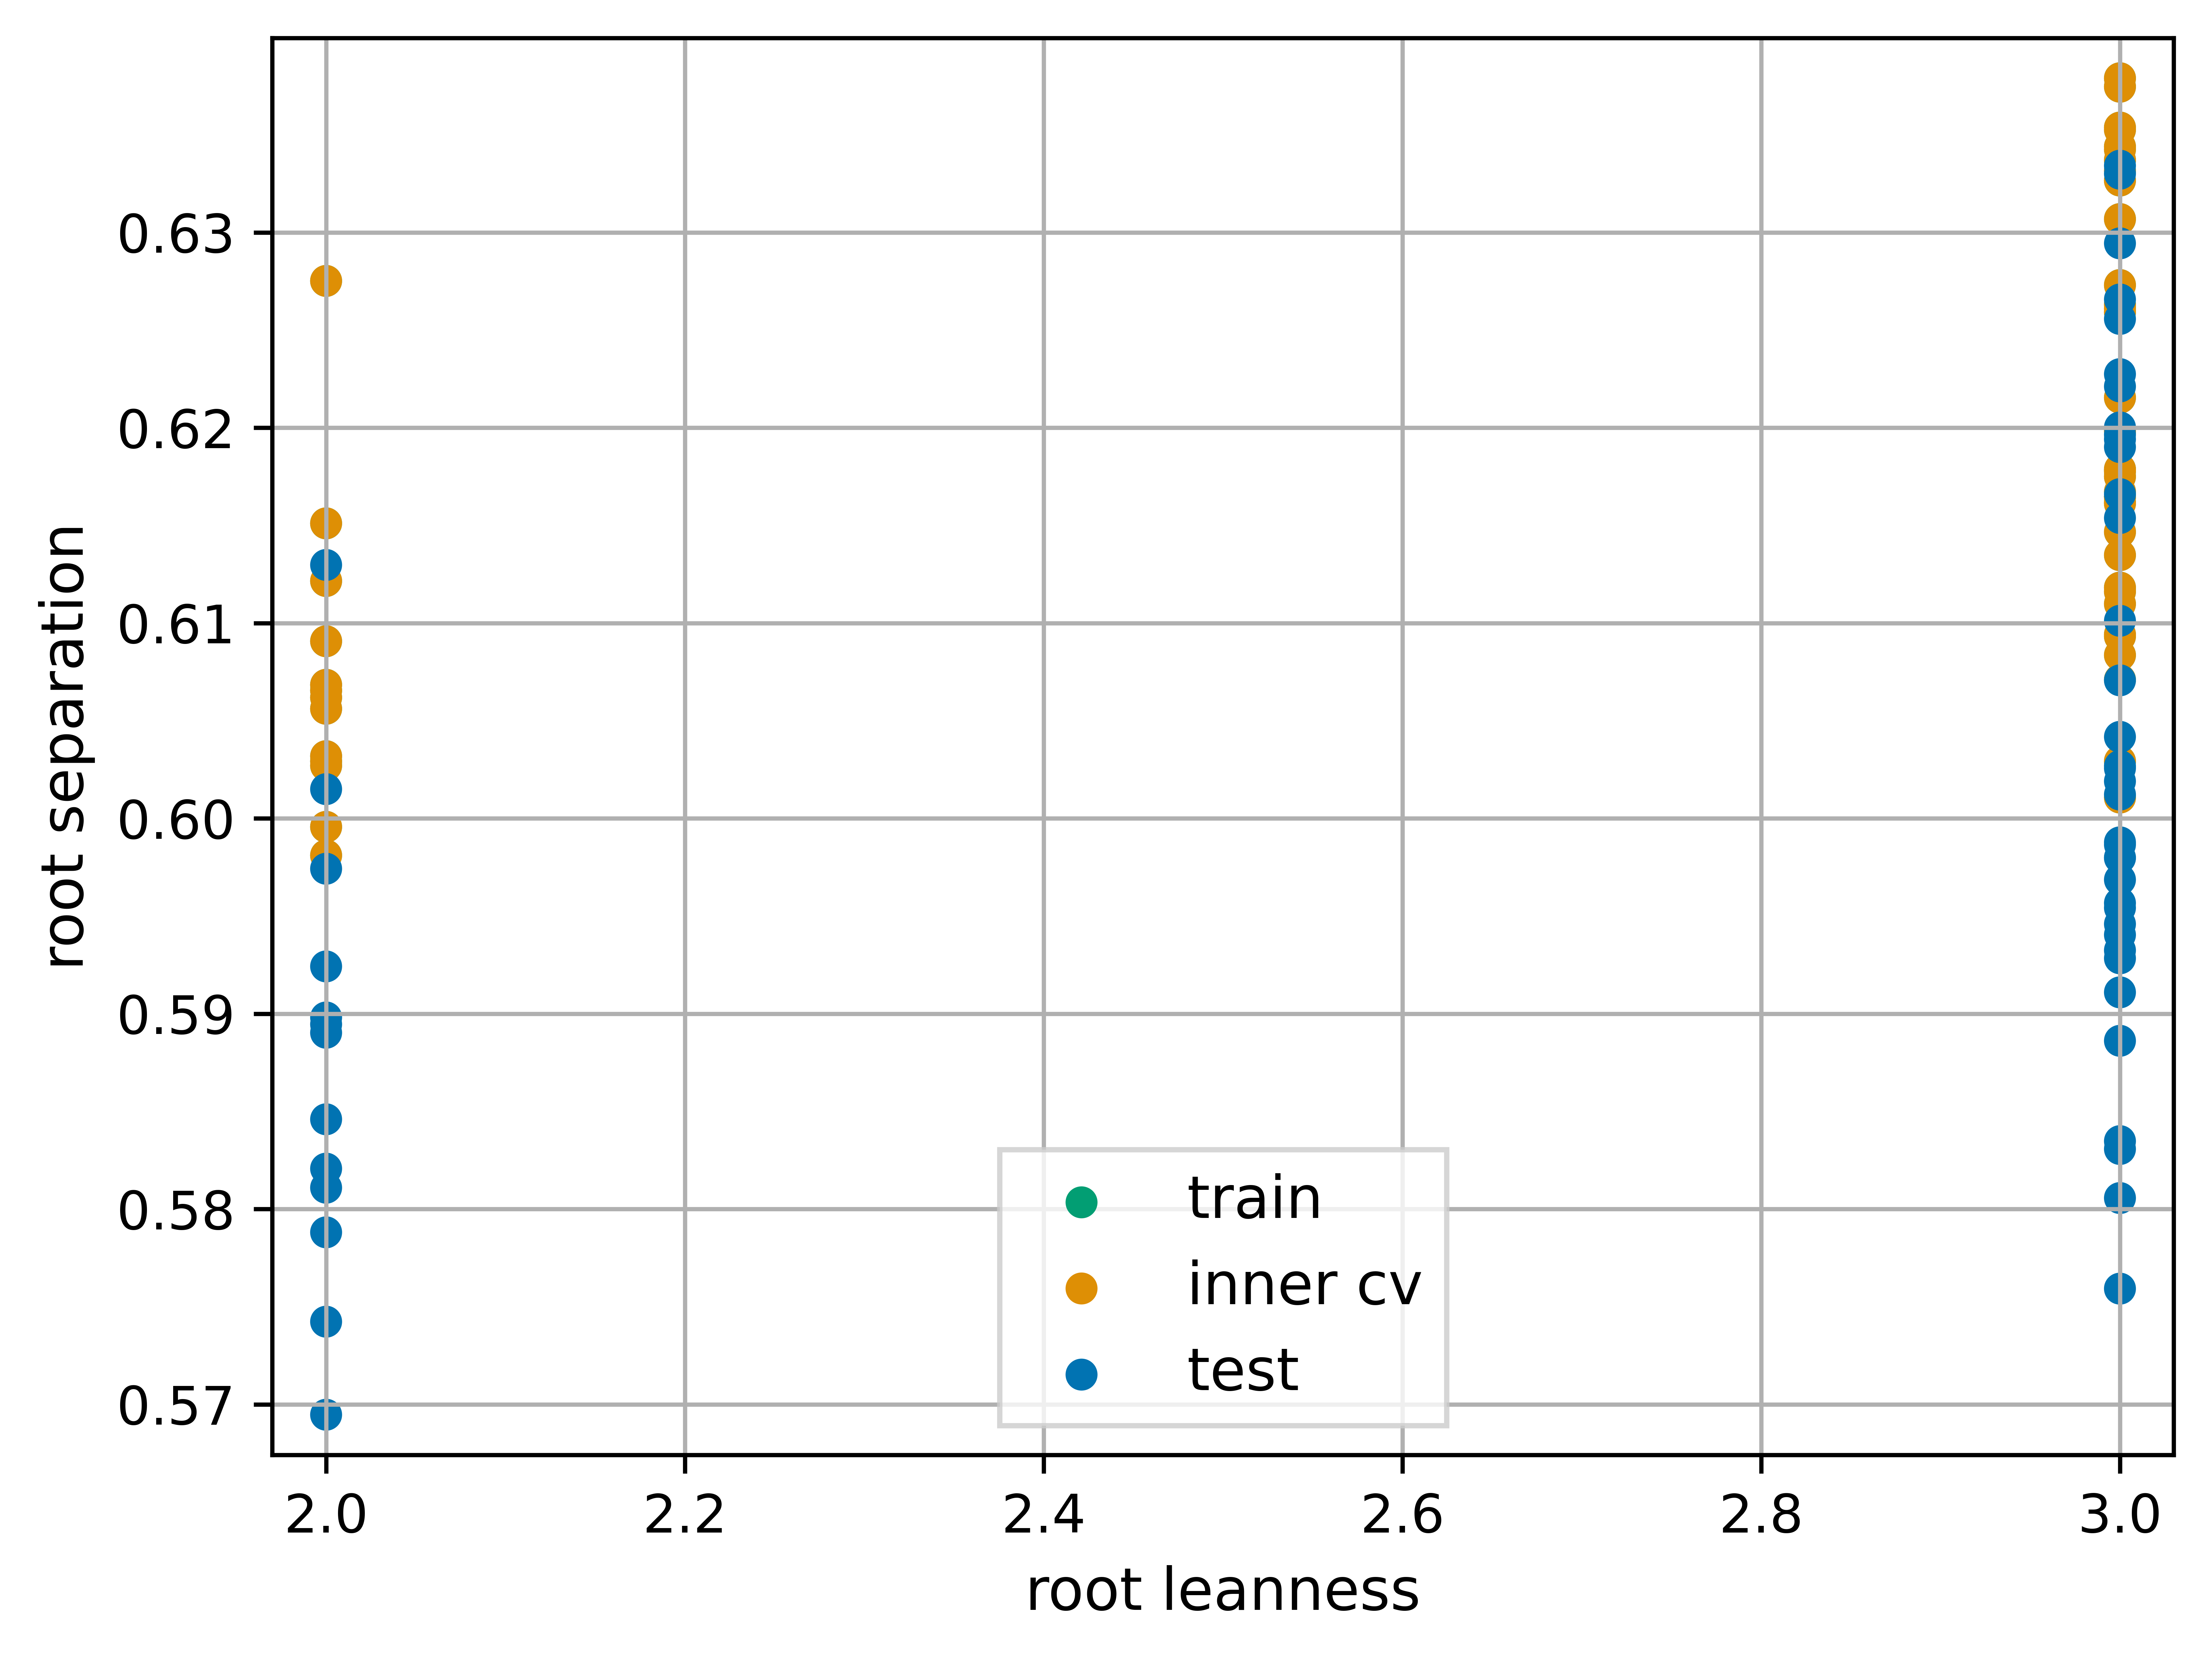 0.63
0.62
0.61
0.60
0.59
0.58
0.57
root separation
train
inner cv
test
2.0 2.2 2.4 2.6 2.8 3.0
root leanness